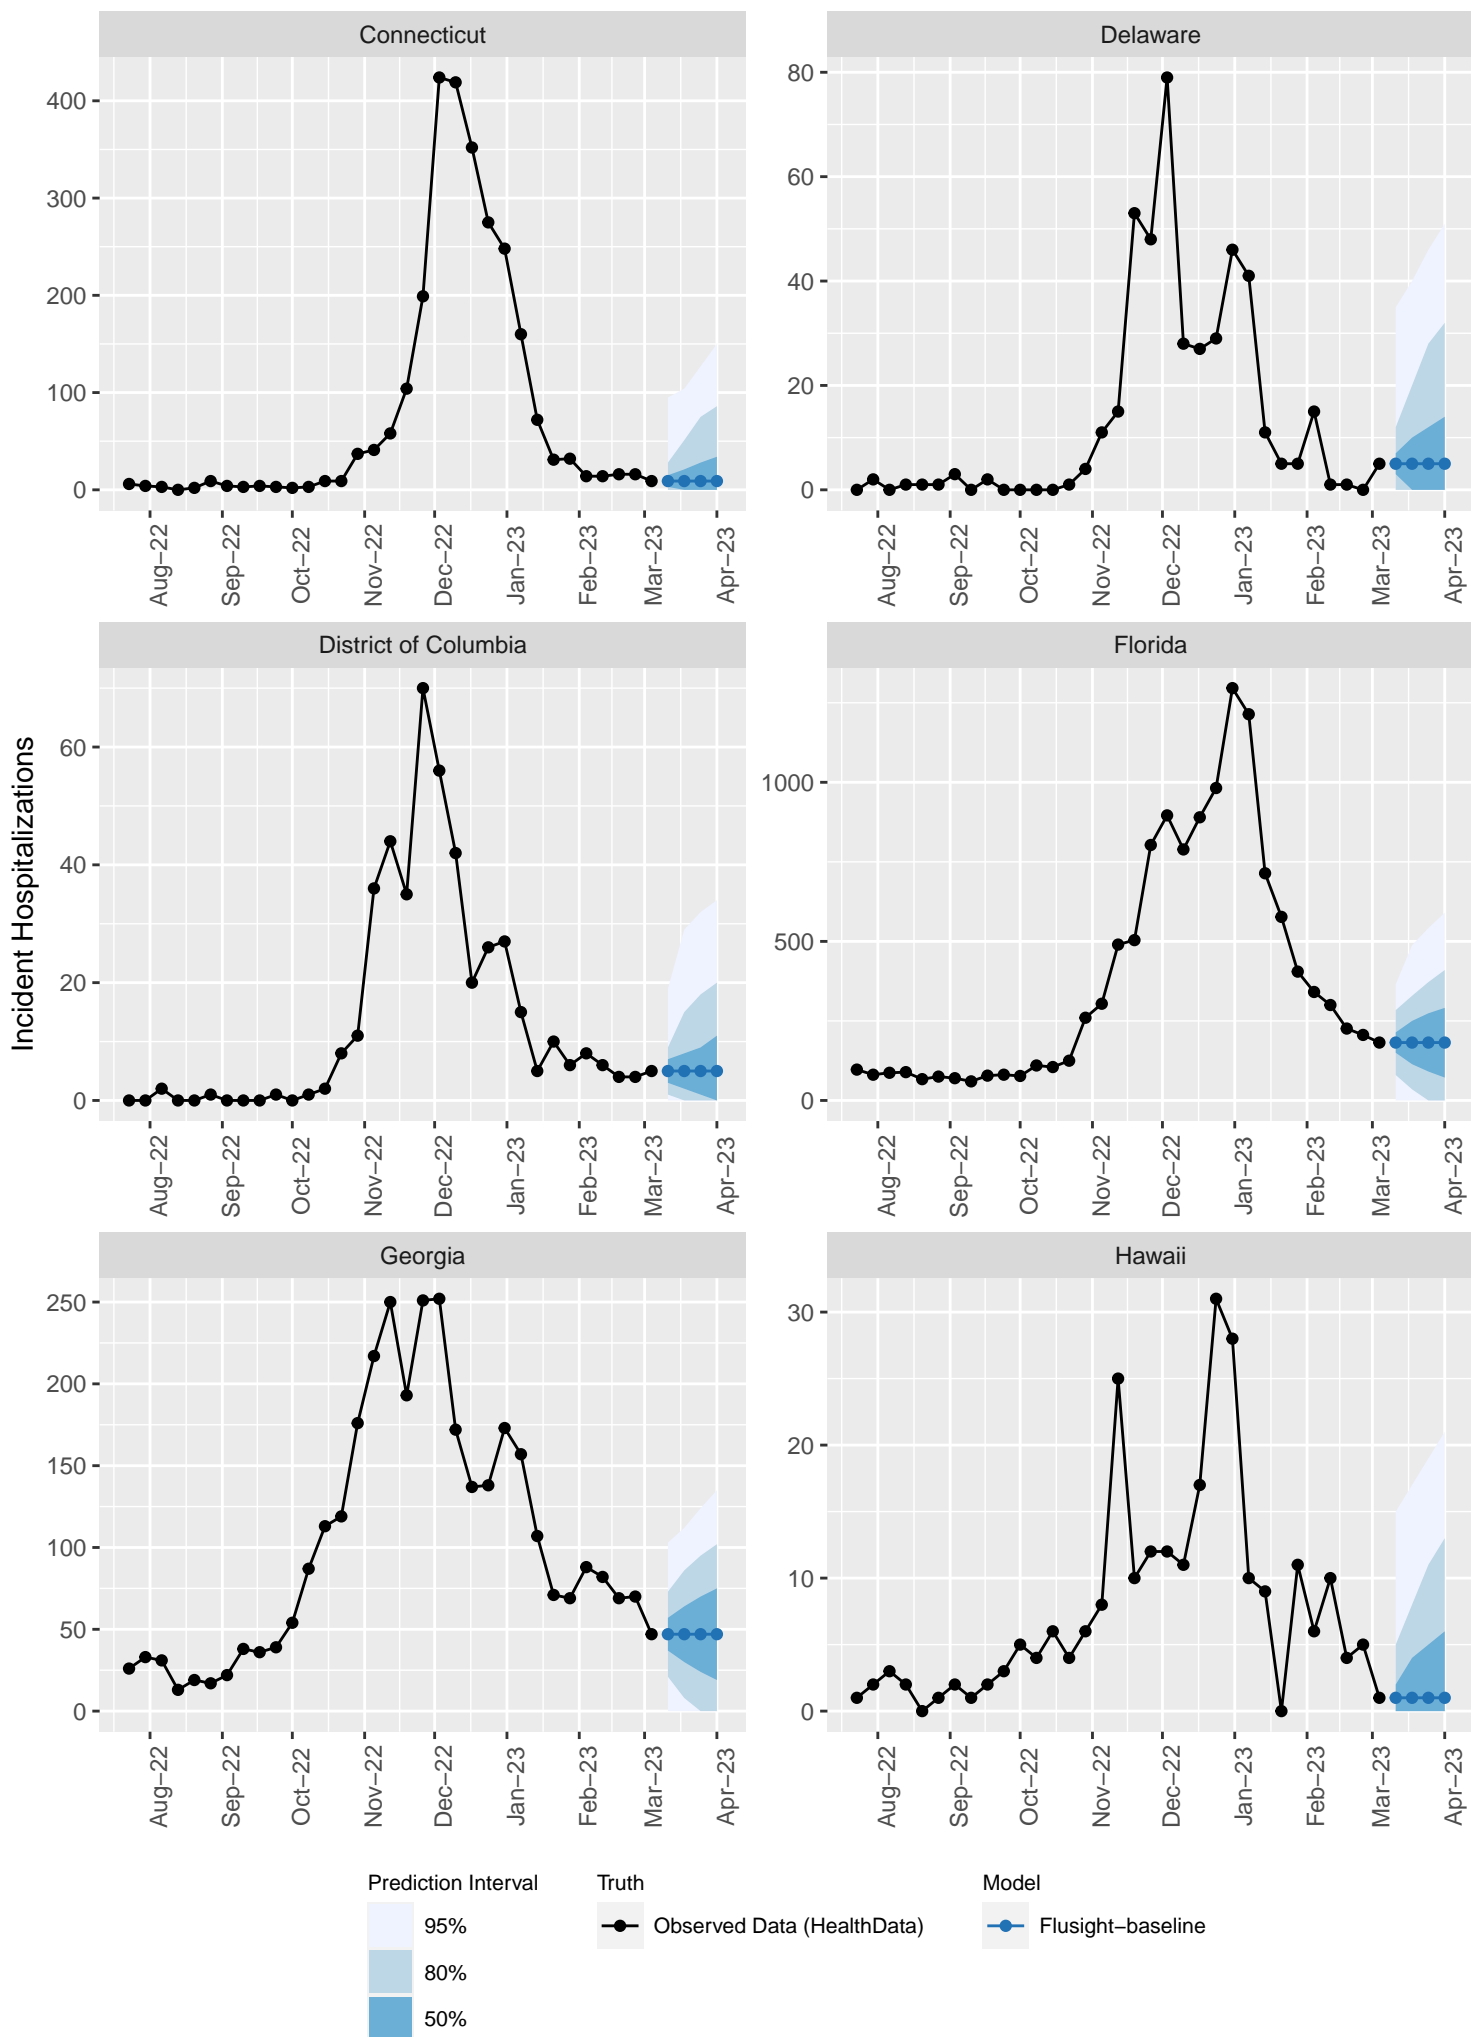 Connecticut
Delaware
400
300
200
100
0
80
60
40
20
0
Aug−22
Sep−22
Oct−22
Nov−22
Dec−22
Jan−23
Feb−23
Mar−23
Apr−23
Aug−22
Sep−22
Oct−22
Nov−22
Dec−22
Jan−23
Feb−23
Mar−23
Apr−23
Incident Hospitalizations
District of Columbia
Florida
60
40
20
0
1000
500
0
Aug−22
Sep−22
Oct−22
Nov−22
Dec−22
Jan−23
Feb−23
Mar−23
Apr−23
Aug−22
Sep−22
Oct−22
Nov−22
Dec−22
Jan−23
Feb−23
Mar−23
Apr−23
Georgia
Hawaii
250
200
150
100
50
0
30
20
10
0
Aug−22
Sep−22
Oct−22
Nov−22
Dec−22
Jan−23
Feb−23
Mar−23
Apr−23
Aug−22
Sep−22
Oct−22
Nov−22
Dec−22
Jan−23
Feb−23
Mar−23
Apr−23
Prediction Interval
95%
80%
50%
Truth
Observed Data (HealthData)
Model
Flusight−baseline